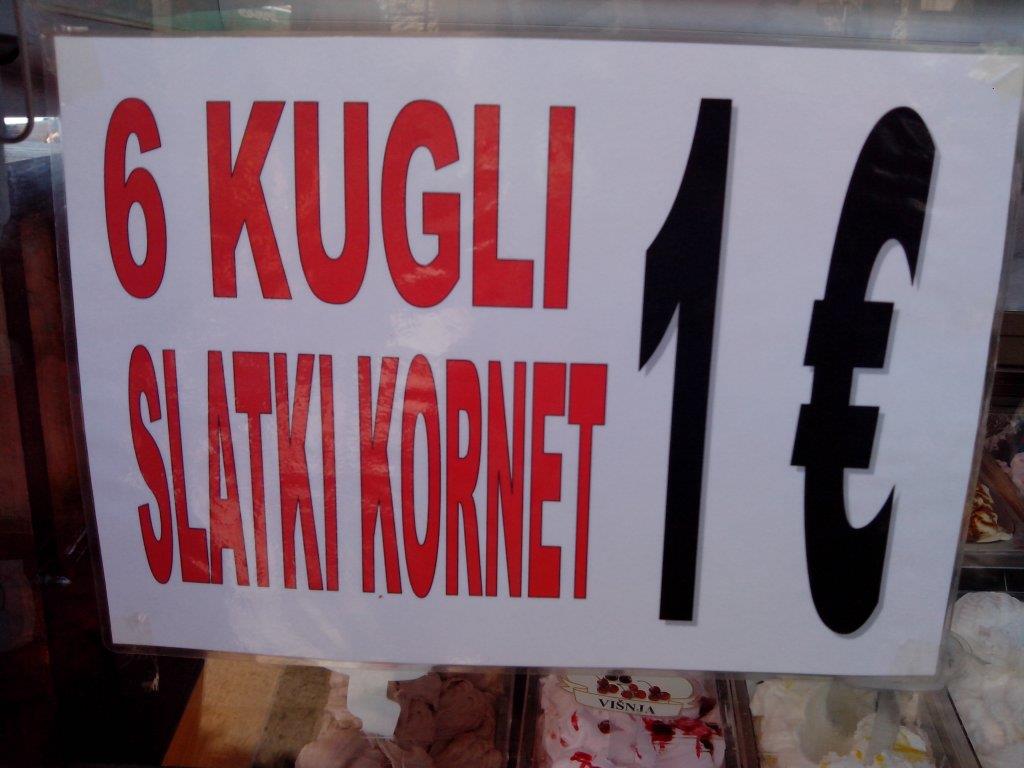 6 KUGLI
SLATKI KORNET
1 €
VIŠNJA